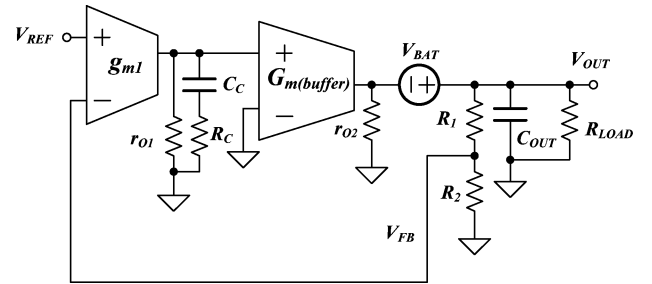 V_REF
+
g_m1
−
r_O1
C_C
R_C
+
G_m(buffer)
−
r_O2
V_BAT
+
V_OUT
R_1
R_2
C_OUT
R_LOAD
V_FB